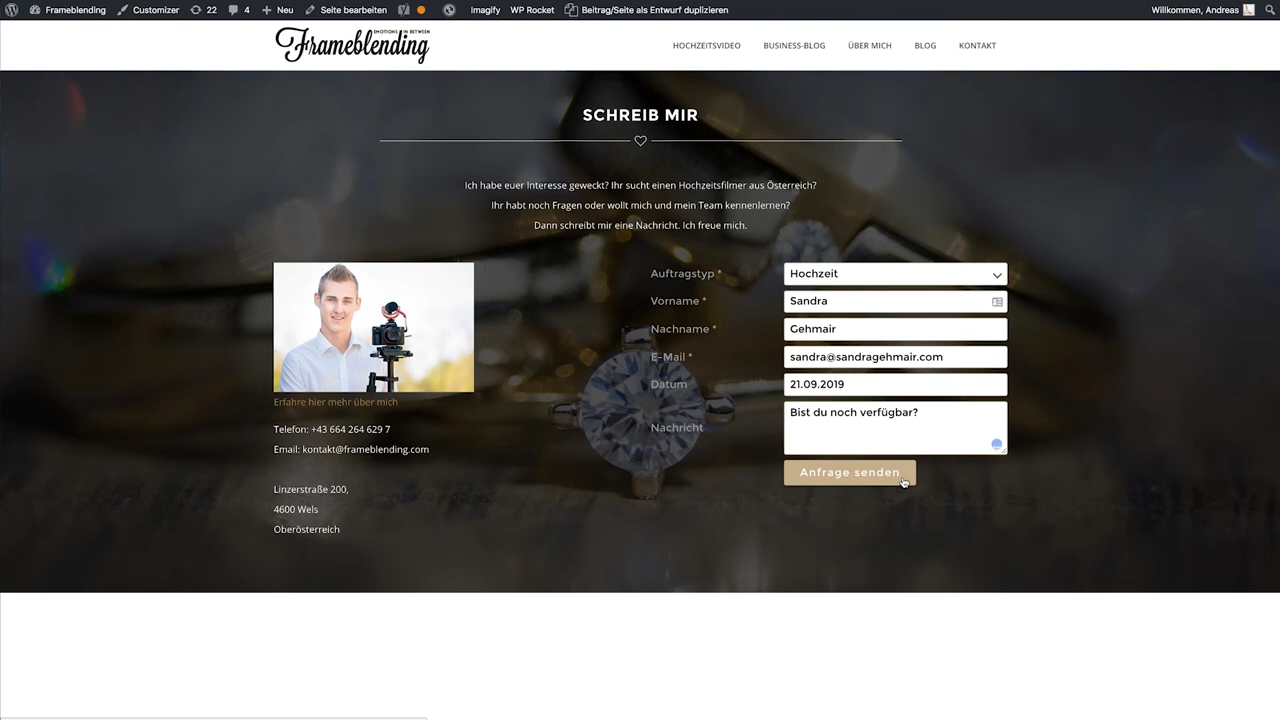 Frameblending
Customizer
22
4
Neu
Seite bearbeiten
Imagify
WP Rocket
Beitrag/Seite als Entwurf duplizieren
Willkommen, Andreas
EMOTIONS IN BETWEEN
Frameblending
HOCHZEITSVIDEO
BUSINESS-BLOG
ÜBER MICH
BLOG
KONTAKT
SCHREIB MIR
Ich habe euer Interesse geweckt? Ihr sucht einen Hochzeitsfilmer aus Österreich?
Ihr habt noch Fragen oder wollt mich und mein Team kennenlernen?
Dann schreibt mir eine Nachricht. Ich freue mich.
Erfahre hier mehr über mich
Telefon: +43 664 264 629 7
Email: kontakt@frameblending.com
Linzerstraße 200,
4600 Wels
Oberösterreich
Auftragstyp * Hochzeit
Vorname * Sandra
Nachname * Gehmair
E-Mail * sandra@sandragehmair.com
Datum 21.09.2019
Nachricht Bist du noch verfügbar?
Anfrage senden